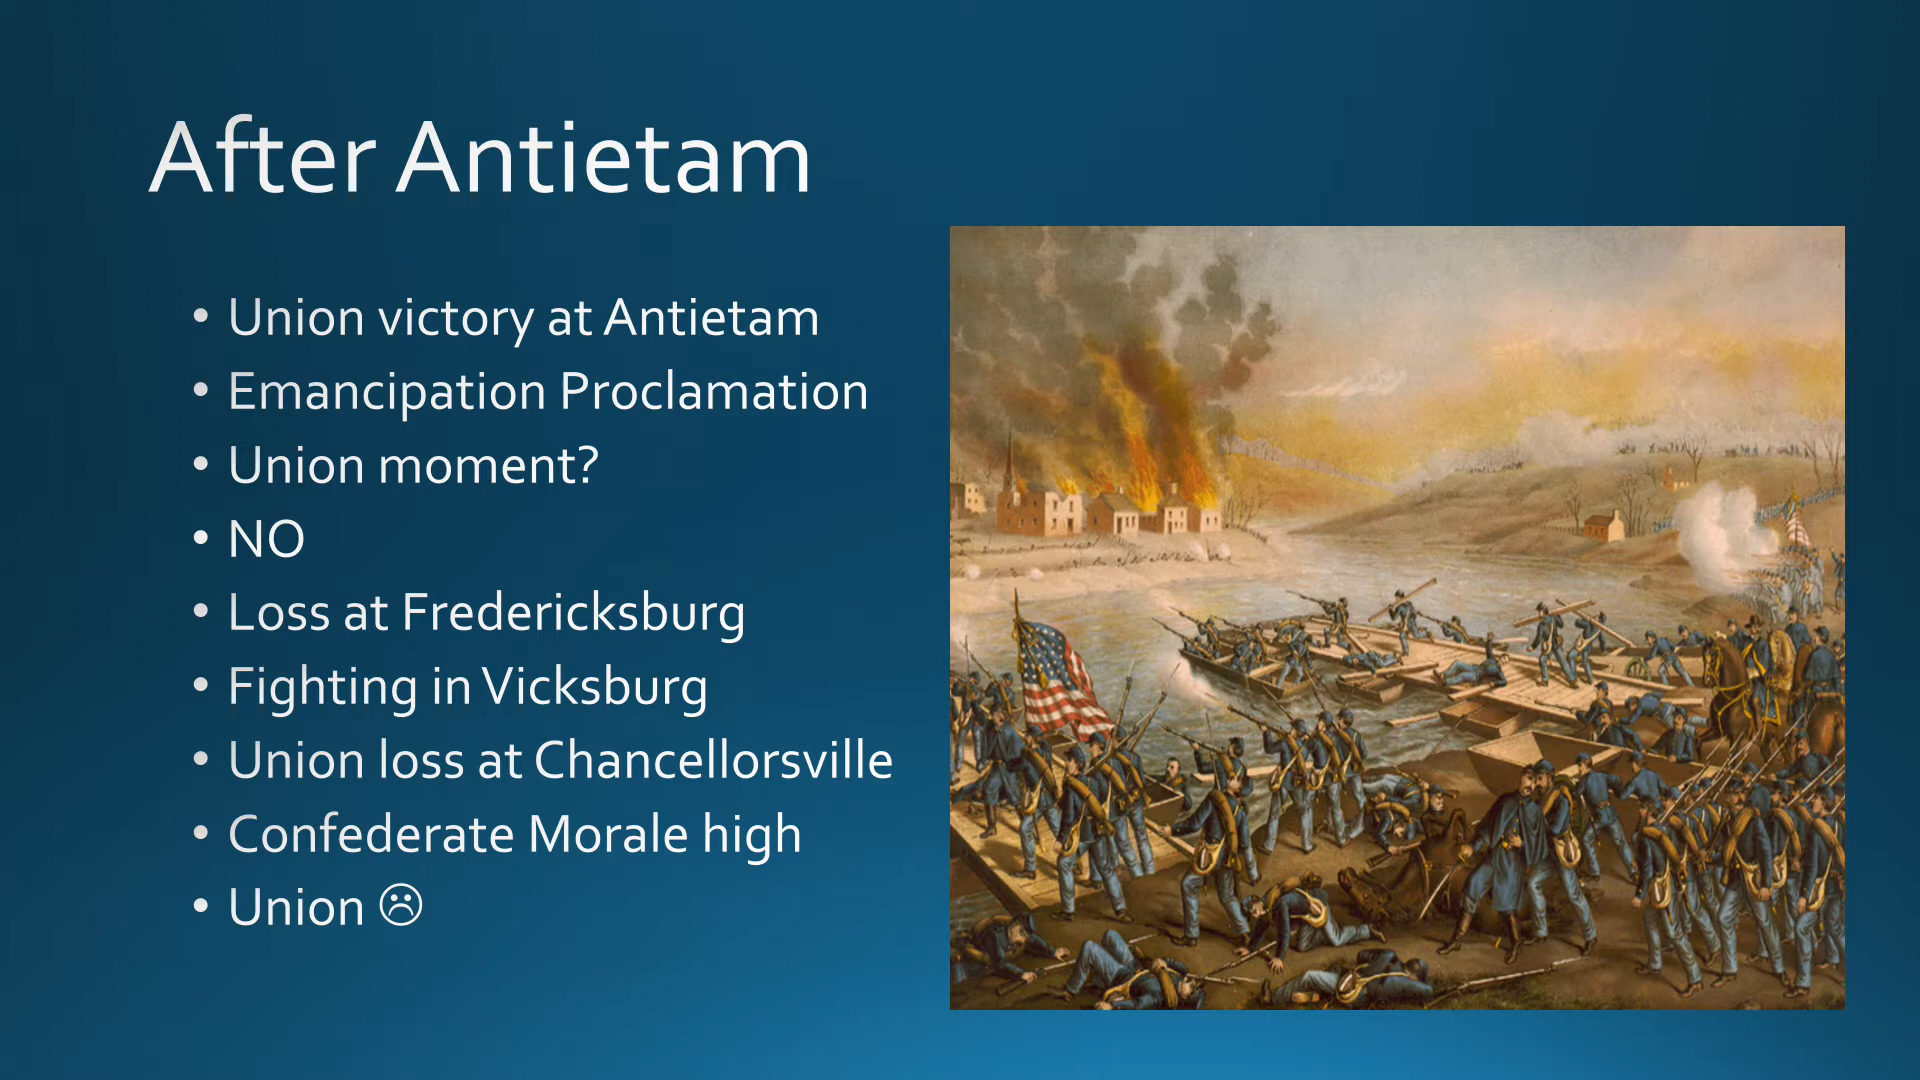 After Antietam
• Union victory at Antietam
• Emancipation Proclamation
• Union moment?
• NO
• Loss at Fredericksburg
• Fighting in Vicksburg
• Union loss at Chancellorsville
• Confederate Morale high
• Union ☹